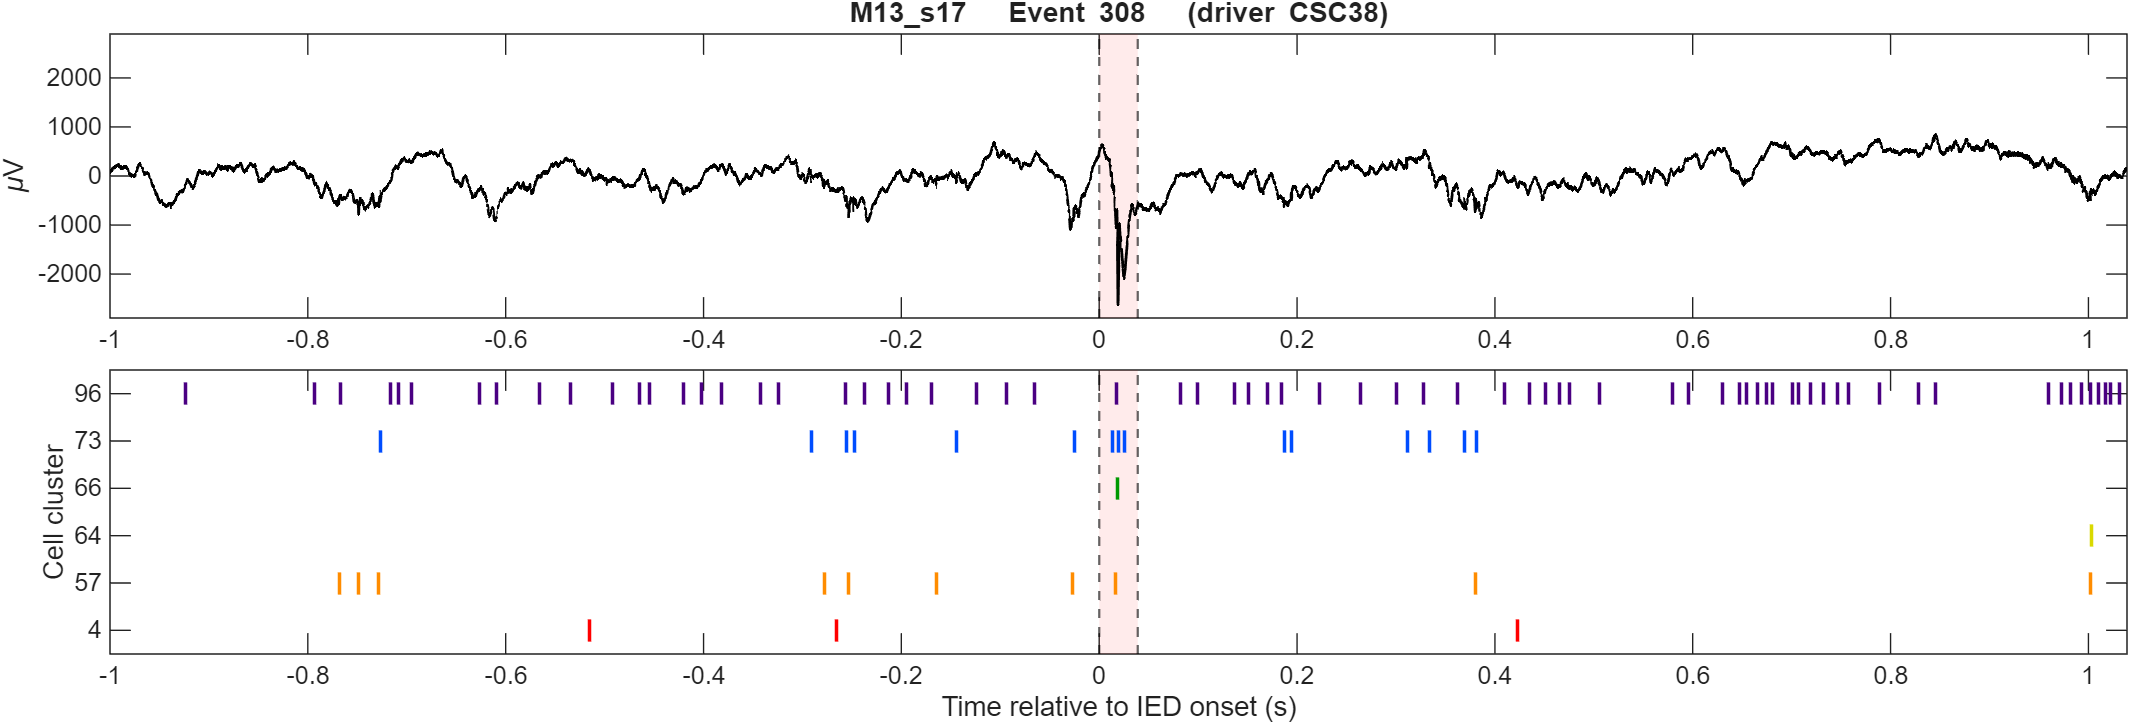 M13_s17 Event 308 (driver CSC38)
2000
1000
0
-1000
-2000
µV
-1 -0.8 -0.6 -0.4 -0.2 0 0.2 0.4 0.6 0.8 1
96
73
66
64
57
4
Cell cluster
-1 -0.8 -0.6 -0.4 -0.2 0 0.2 0.4 0.6 0.8 1
Time relative to IED onset (s)